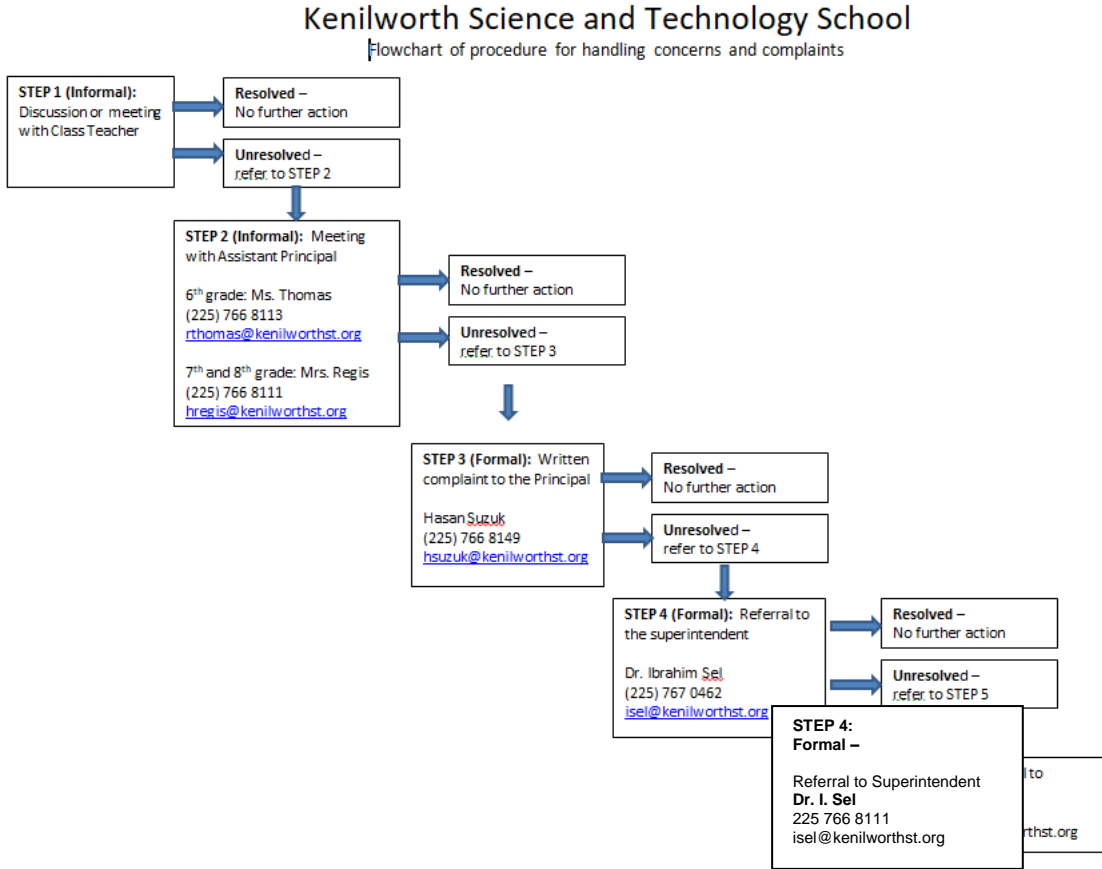 Kenilworth Science and Technology School
Flowchart of procedure for handling concerns and complaints
STEP 1 (Informal):
Discussion or meeting
with Class Teacher
Resolved –
No further action
Unresolved –
refer to STEP 2
STEP 2 (Informal): Meeting
with Assistant Principal
6th grade: Ms. Thomas
(225) 766 8113
rthomas@kenilworthst.org
7th and 8th grade: Mrs. Regis
(225) 766 8111
hregis@kenilworthst.org
Resolved –
No further action
Unresolved –
refer to STEP 3
STEP 3 (Formal): Written
complaint to the Principal
Hasan Suzuk
(225) 766 8149
hsuzuk@kenilworthst.org
Resolved –
No further action
Unresolved –
refer to STEP 4
STEP 4 (Formal): Referral to
the superintendent
Dr. Ibrahim Sel
(225) 767 0462
isel@kenilworthst.org
Resolved –
No further action
Unresolved –
refer to STEP 5
STEP 4:
Formal –
Referral to Superintendent
Dr. I. Sel
225 766 8111
isel@kenilworthst.org
to
rthst.org